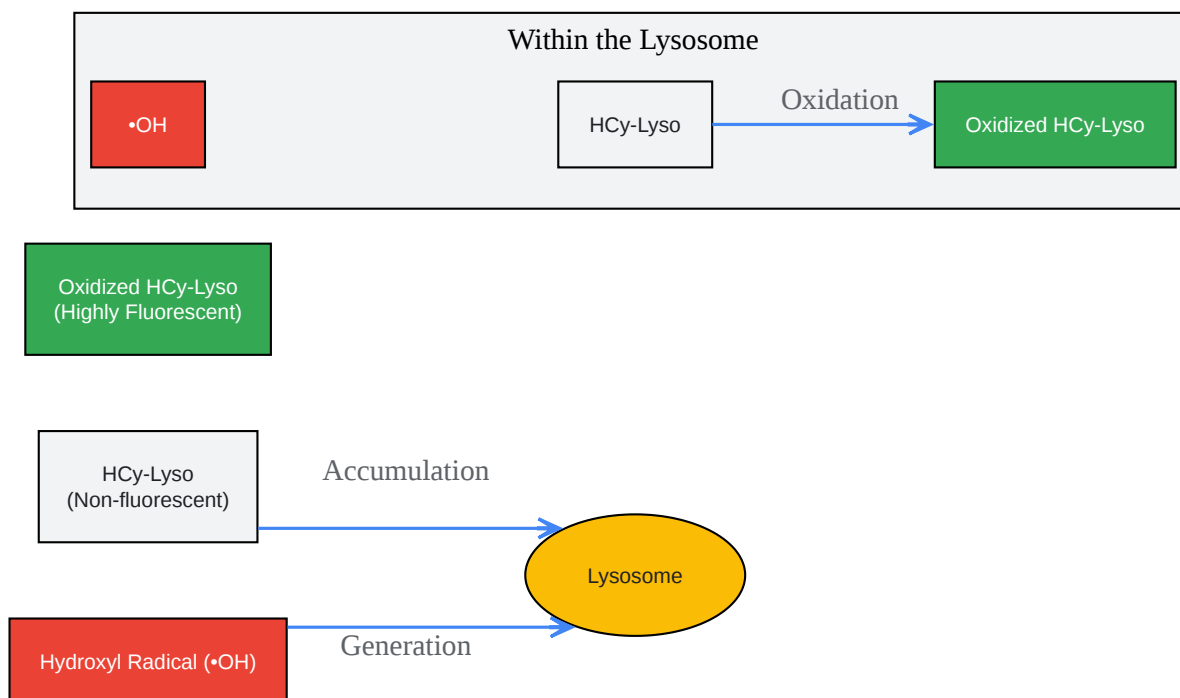 Within the Lysosome
•OH
HCy-Lyso
Oxidation
Oxidized HCy-Lyso
Oxidized HCy-Lyso
(Highly Fluorescent)
HCy-Lyso
(Non-fluorescent)
Accumulation
Lysosome
Hydroxyl Radical (•OH)
Generation